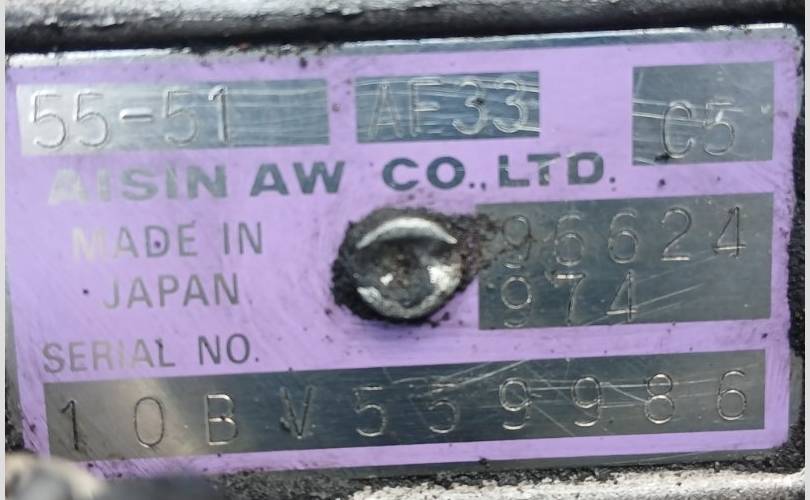 55-51 AF33 C5
AISIN AW CO.,LTD.
MADE IN
JAPAN
96624
974
SERIAL NO.
10BV559986